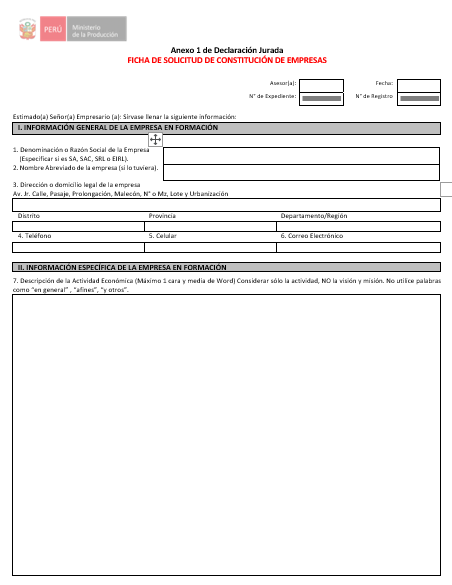 PERÚ
Ministerio
de la Producción
Anexo 1 de Declaración Jurada
FICHA DE SOLICITUD DE CONSTITUCIÓN DE EMPRESAS
Asesor(a): Fecha:
N° de Expediente: N° de Registro
Estimado(a) Señor(a) Empresario (a): Sírvase llenar la siguiente información:
I. INFORMACIÓN GENERAL DE LA EMPRESA EN FORMACIÓN
1. Denominación o Razón Social de la Empresa
(Especificar si es SA, SAC, SRL o EIRL).
2. Nombre Abreviado de la empresa (si lo tuviera).
3. Dirección o domicilio legal de la empresa
Av. Jr. Calle, Pasaje, Prolongación, Malecón, N° o Mz, Lote y Urbanización
Distrito Provincia Departamento/Región
4. Teléfono 5. Celular 6. Correo Electrónico
II. INFORMACIÓN ESPECÍFICA DE LA EMPRESA EN FORMACIÓN
7. Descripción de la Actividad Económica (Máximo 1 cara y media de Word) Considerar sólo la actividad, NO la visión y misión. No utilice palabras
como "en general" , "afines", "y otros".